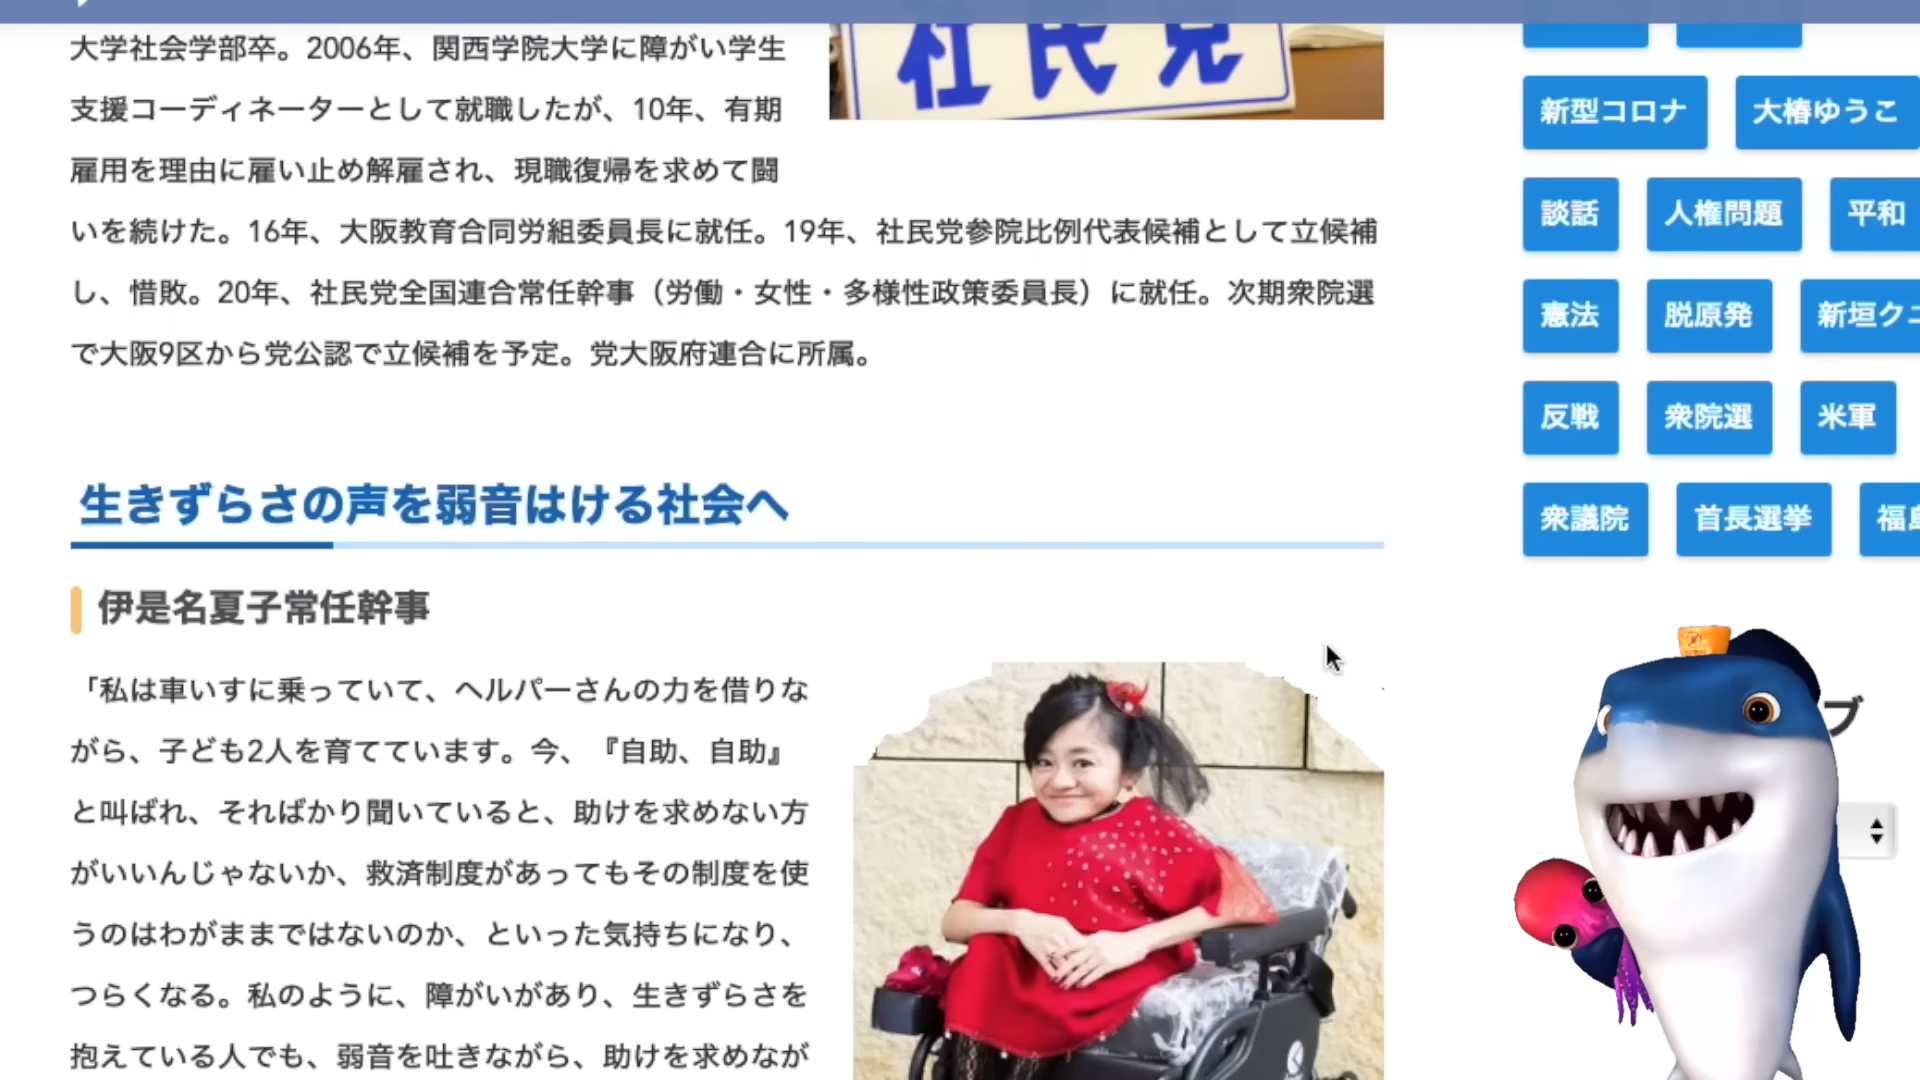 大学社会学部卒。2006年、関西学院大学に障がい学生
支援コーディネーターとして就職したが、10年、有期
雇用を理由に雇い止め解雇され、現職復帰を求めて闘
いを続けた。16年、大阪教育合同労組委員長に就任。19年、社民党参院比例代表候補として立候補
し、惜敗。20年、社民党全国連合常任幹事（労働・女性・多様性政策委員長）に就任。次期衆院選
で大阪9区から党公認で立候補を予定。党大阪府連合に所属。
社民党
生きずらさの声を弱音はける社会へ
伊是名夏子常任幹事
「私は車いすに乗っていて、ヘルパーさんの力を借りな
がら、子ども2人を育てています。今、『自助、自助』
と叫ばれ、そればかり聞いていると、助けを求めない方
がいいんじゃないか、救済制度があってもその制度を使
うのはわがままではないのか、といった気持ちになり、
つらくなる。私のように、障がいがあり、生きずらさを
抱えている人でも、弱音を吐きながら、助けを求めなが
新型コロナ
大椿ゆうこ
談話
人権問題
平和
憲法
脱原発
新垣クニ
反戦
衆院選
米軍
衆議院
首長選挙
福島
ブ